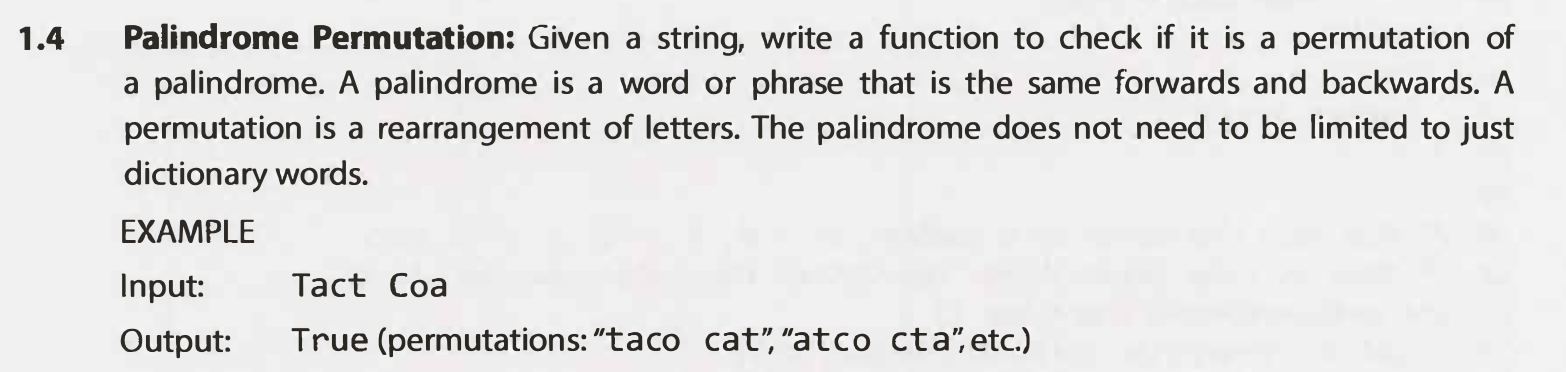 1.4 Palindrome Permutation: Given a string, write a function to check if it is a permutation of
a palindrome. A palindrome is a word or phrase that is the same forwards and backwards. A
permutation is a rearrangement of letters. The palindrome does not need to be limited to just
dictionary words.
EXAMPLE
Input: Tact Coa
Output: True (permutations: "taco cat", "atco cta", etc.)